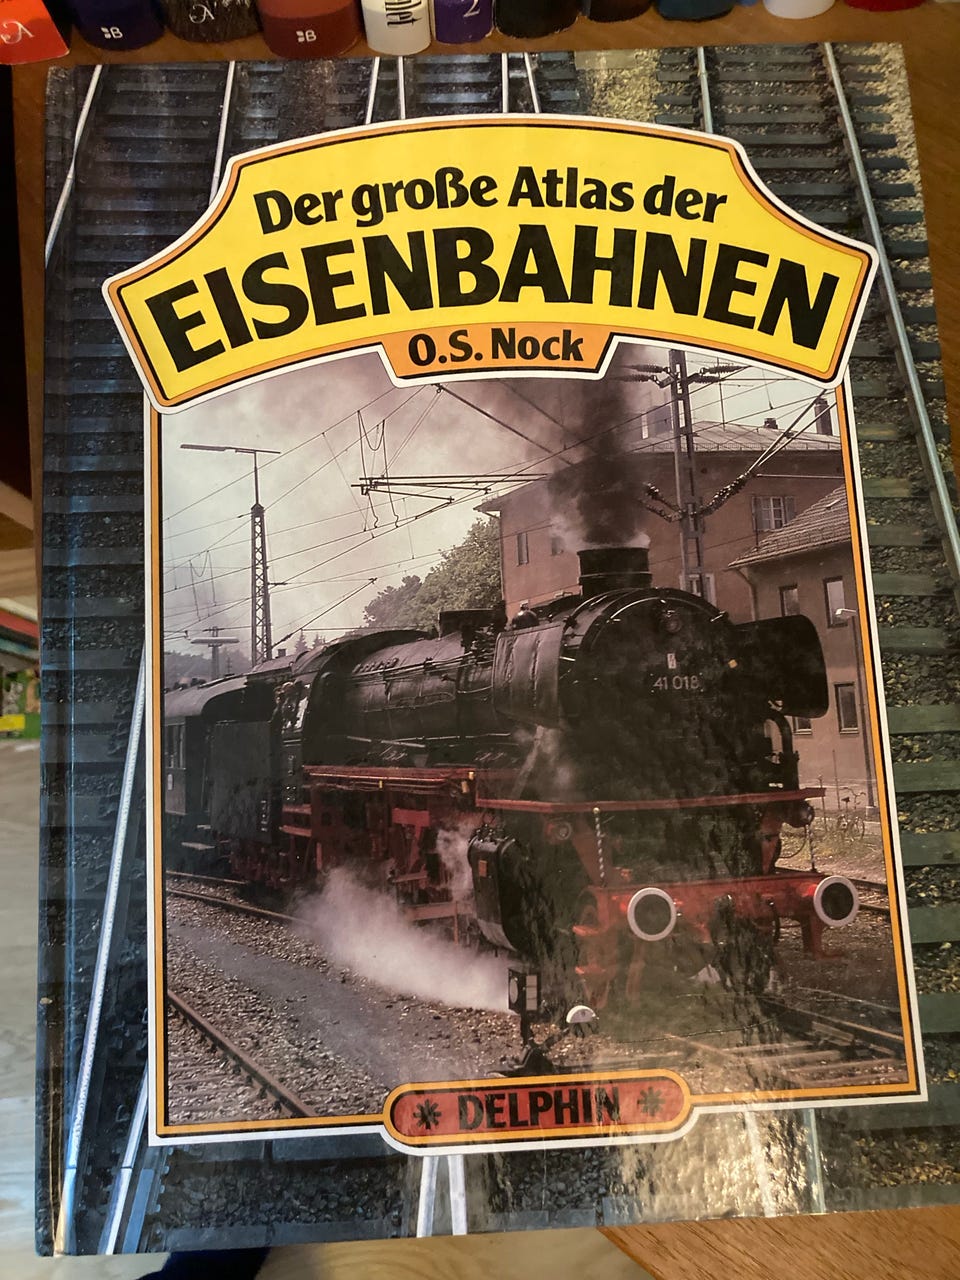 Der große Atlas der
EISENBAHNEN
O.S. Nock
41 018
DELPHIN